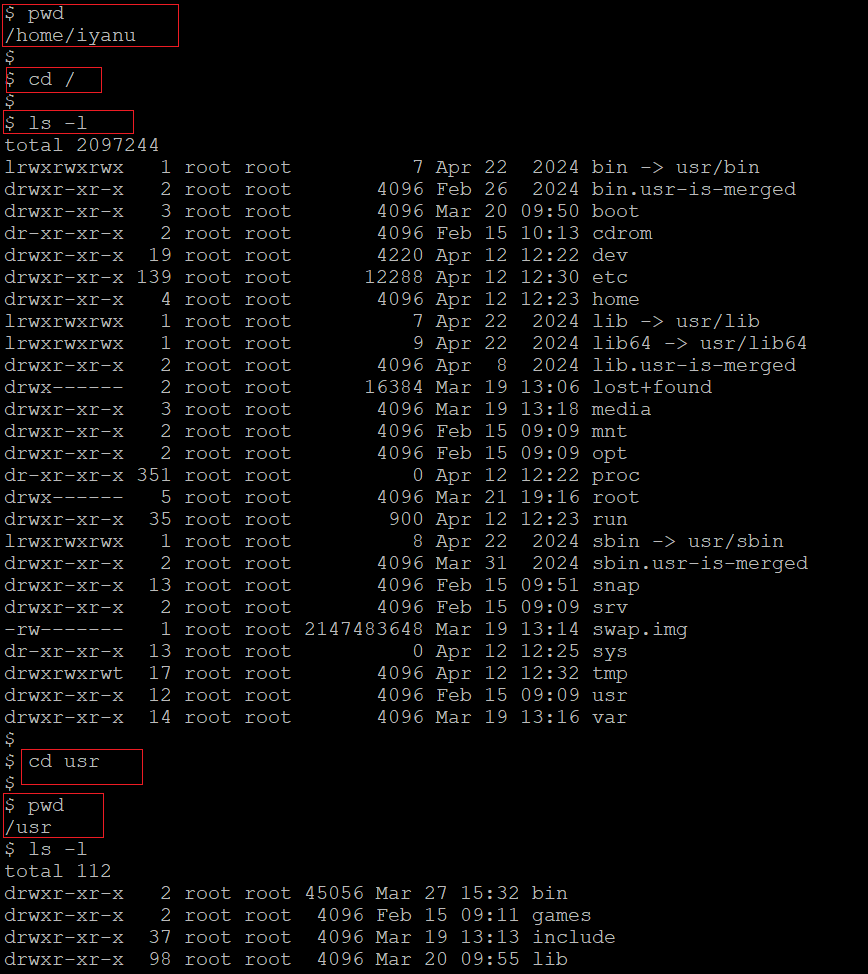 $ pwd
/home/iyanu
$
$ cd /
$
$ ls -l
total 2097244
lrwxrwxrwx   1 root root          7 Apr 22  2024 bin -> usr/bin
drwxr-xr-x   2 root root       4096 Feb 26  2024 bin.usr-is-merged
drwxr-xr-x   3 root root       4096 Mar 20 09:50 boot
dr-xr-xr-x   2 root root       4096 Feb 15 10:13 cdrom
drwxr-xr-x  19 root root       4220 Apr 12 12:22 dev
drwxr-xr-x 139 root root      12288 Apr 12 12:30 etc
drwxr-xr-x   4 root root       4096 Apr 12 12:23 home
lrwxrwxrwx   1 root root          7 Apr 22  2024 lib -> usr/lib
lrwxrwxrwx   1 root root          9 Apr 22  2024 lib64 -> usr/lib64
drwxr-xr-x   2 root root       4096 Apr  8  2024 lib.usr-is-merged
drwx------   2 root root      16384 Mar 19 13:06 lost+found
drwxr-xr-x   3 root root       4096 Mar 19 13:18 media
drwxr-xr-x   2 root root       4096 Feb 15 09:09 mnt
drwxr-xr-x   2 root root       4096 Feb 15 09:09 opt
dr-xr-xr-x 351 root root          0 Apr 12 12:22 proc
drwx------   5 root root       4096 Mar 21 19:16 root
drwxr-xr-x  35 root root        900 Apr 12 12:23 run
lrwxrwxrwx   1 root root          8 Apr 22  2024 sbin -> usr/sbin
drwxr-xr-x   2 root root       4096 Mar 31  2024 sbin.usr-is-merged
drwxr-xr-x  13 root root       4096 Feb 15 09:51 snap
drwxr-xr-x   2 root root       4096 Feb 15 09:09 srv
-rw-------   1 root root 2147483648 Mar 19 13:14 swap.img
dr-xr-xr-x  13 root root          0 Apr 12 12:25 sys
drwxrwxrwt  17 root root       4096 Apr 12 12:32 tmp
drwxr-xr-x  12 root root       4096 Feb 15 09:09 usr
drwxr-xr-x  14 root root       4096 Mar 19 13:16 var
$
$ cd usr
$
$ pwd
/usr
$ ls -l
total 112
drwxr-xr-x   2 root root 45056 Mar 27 15:32 bin
drwxr-xr-x   2 root root  4096 Feb 15 09:11 games
drwxr-xr-x  37 root root  4096 Mar 19 13:13 include
drwxr-xr-x  98 root root  4096 Mar 20 09:55 lib